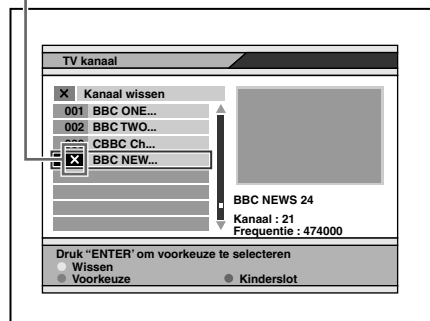 TV kanaal
X Kanaal wissen
001 BBC ONE...
002 BBC TWO...
CBBC Ch...
X BBC NEW...
BBC NEWS 24
Kanaal : 21
Frequentie : 474000
Druk “ENTER’ om voorkeuze te selecteren
Wissen
Voorkeuze Kinderslot